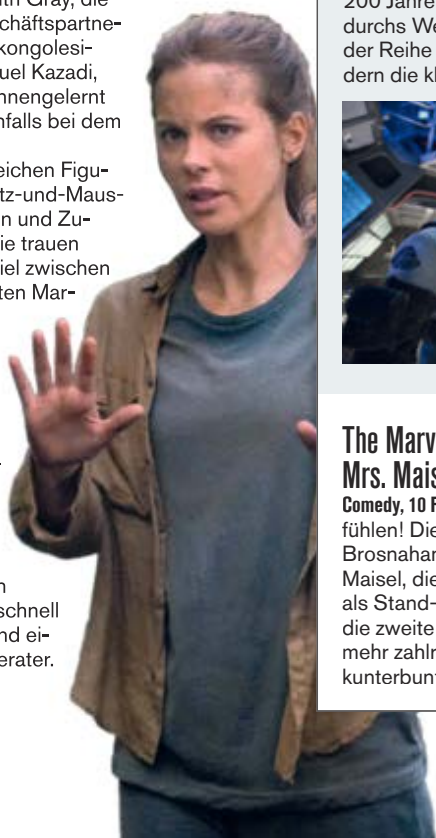 th Gray, die
chäftspartne-
kongolesi-
uel Kazadi,
nnengelernt
nfalls bei dem
eichen Figu-
tz-und-Maus-
n und Zu-
ie trauen
iel zwischen
ten Mar-
n
schnell
nd ei-
erater.
200 Jahre
durchs We
der Reihe
dern die kl
The Marv
Mrs. Mais
Comedy, 10 F
fühlen! Die
Brosnahan
Maisel, die
als Stand-
die zweite
mehr zahlr
kunterbunt